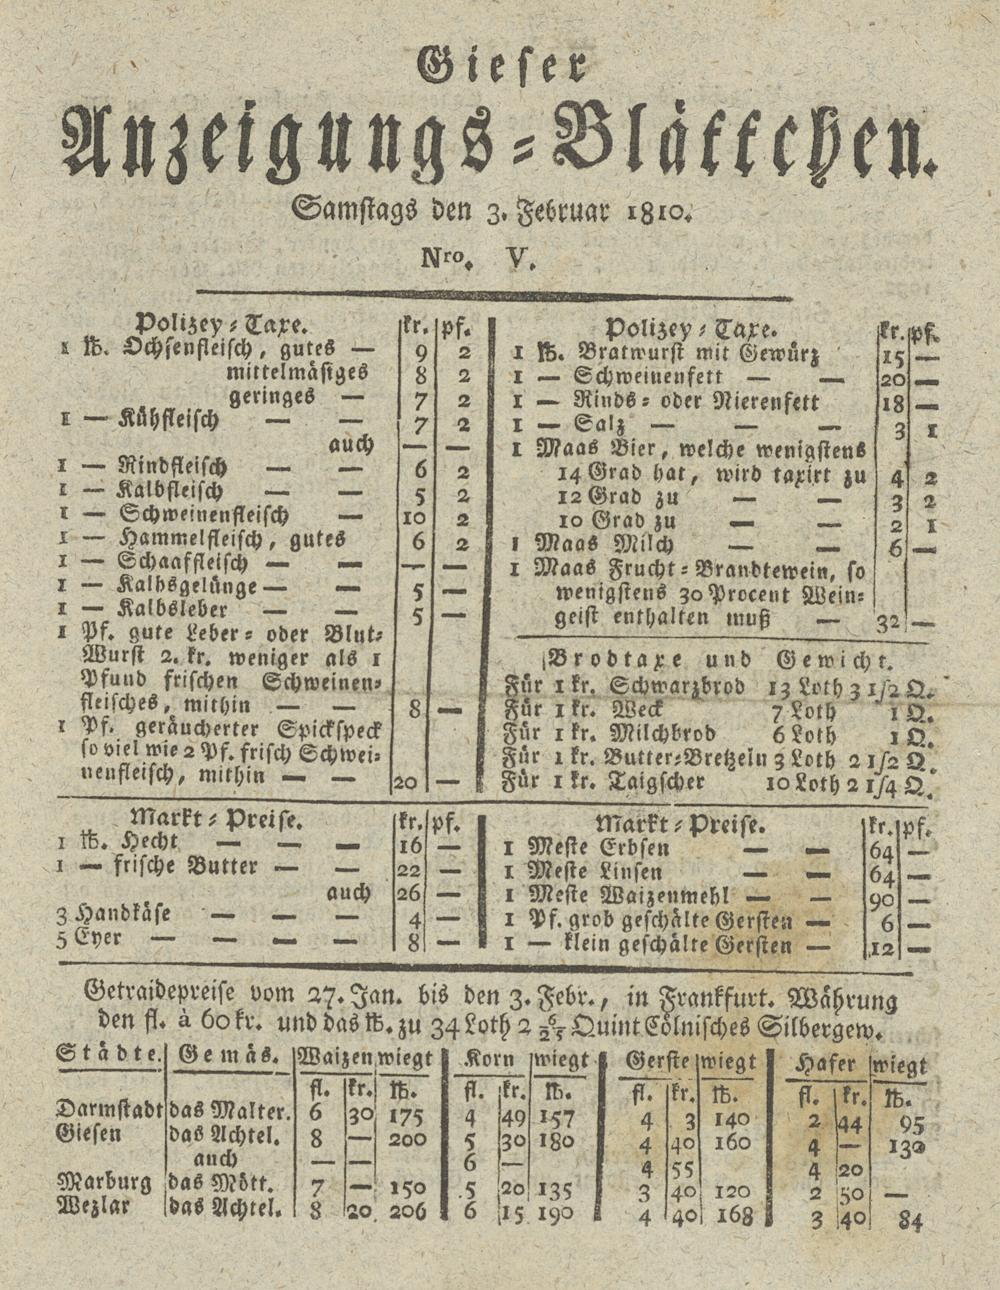 Gieser
Anzeigungs-Blättchen.
Samstags den 3. Februar 1810.
Nro. V.
Polizey-Taxe. kr. pf.
1 ℔. Ochsenfleisch, gutes — 9 2
mittelmäsiges 8 2
geringes — 7 2
1 — Kühfleisch — — 7 2
auch — —
1 — Rindfleisch — — 6 2
1 — Kalbfleisch — — 5 2
1 — Schweinenfleisch — 10 2
1 — Hammelfleisch, gutes 6 2
1 — Schaaffleisch — — — —
1 — Kalbsgelünge — — 5 —
1 — Kalbsleber — — 5 —
1 Pf. gute Leber- oder Blut-
Wurst 2. kr. weniger als 1
Pfund frischen Schweinen-
fleisches, mithin — — 8 —
1 Pf. geräucherter Spickspeck
so viel wie 2 Pf. frisch Schwei-
nenfleisch, mithin — — 20 —
Polizey-Taxe. kr. pf.
1 ℔. Bratwurst mit Gewürz 15 —
1 — Schweinenfett — — 20 —
1 — Rinds- oder Nierenfett 18 —
1 — Salz — — — 3 1
1 Maas Bier, welche wenigstens
14 Grad hat, wird taxirt zu 4 2
12 Grad zu — — 3 2
10 Grad zu — — 2 1
1 Maas Milch — — 6 —
1 Maas Frucht-Brandtewein, so
wenigstens 30 Procent Wein-
geist enthalten muß — 32 —
Brodtaxe und Gewicht.
Für 1 kr. Schwarzbrod 13 Loth 3 1/2 Q.
Für 1 kr. Weck 7 Loth 1 Q.
Für 1 kr. Milchbrod 6 Loth 1 Q.
Für 1 kr. Butter-Bretzeln 3 Loth 2 1/2 Q.
Für 1 kr. Taigscher 10 Loth 2 1/4 Q.
Markt-Preise. kr. pf.
1 ℔. Hecht — — — 16 —
1 — frische Butter — — 22 —
auch 26 —
3 Handkäse — — — 4 —
5 Eyer — — — — 8 —
Markt-Preise. kr. pf.
1 Meste Erbsen — — 64 —
1 Meste Linsen — — 64 —
1 Meste Waizenmehl — — 90 —
1 Pf. grob geschälte Gersten — 6 —
1 — klein geschälte Gersten — 12 —
Getraidepreise vom 27. Jan. bis den 3. Febr., in Frankfurt. Währung
den fl. à 60 kr. und das ℔. zu 34 Loth 2 6/25 Quint Cölnisches Silbergew.
Städte. Gemäs. Waizen wiegt Korn wiegt Gerste wiegt Hafer wiegt
fl. kr. ℔. fl. kr. ℔. fl. kr. ℔. fl. kr. ℔.
Darmstadt das Malter. 6 30 175 4 49 157 4 3 140 2 44 95
Giesen das Achtel. 8 — 200 5 30 180 4 40 160 4 — 130
auch — — 6 — 4 55 4 20
Marburg das Mött. 7 — 150 5 20 135 3 40 120 2 50 —
Wezlar das Achtel. 8 20 206 6 15 190 4 40 168 3 40 84